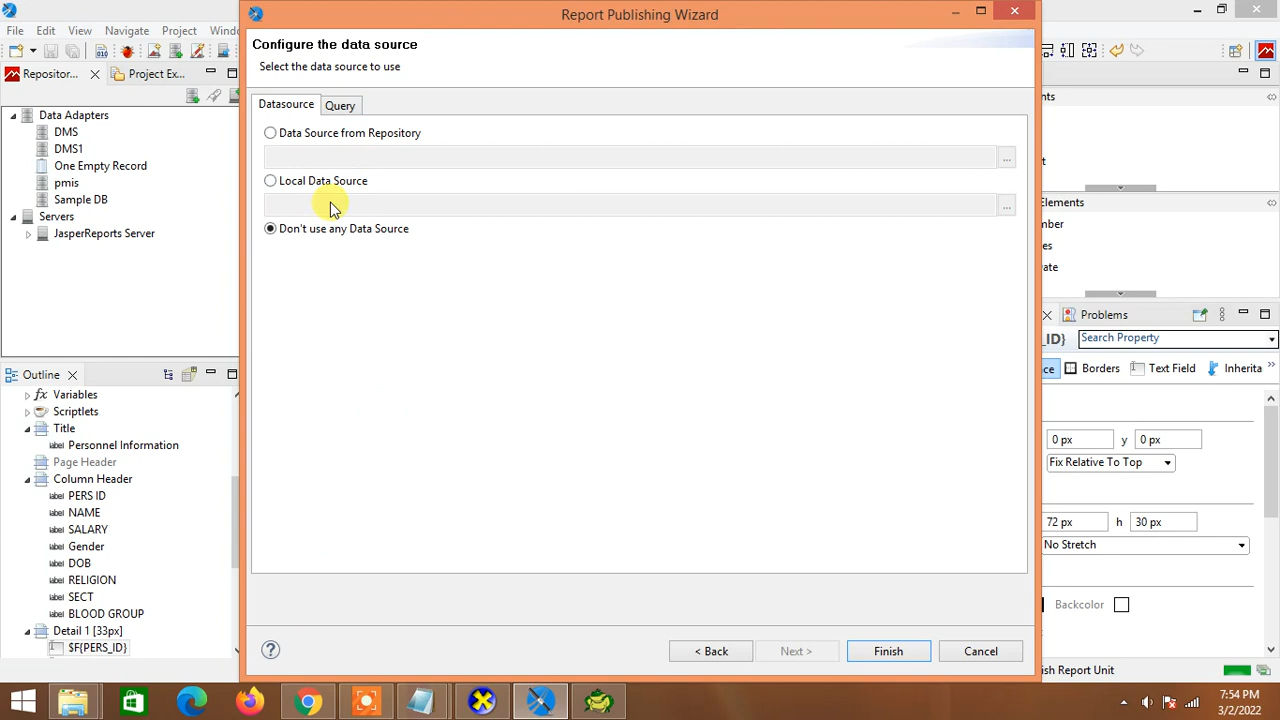 Report Publishing Wizard
File Edit View Navigate Project Windo
Configure the data source
Select the data source to use
Repositor... Project Ex...
Datasource Query
Data Adapters
DMS
DMS1
One Empty Record
pmis
Sample DB
Servers
JasperReports Server
Data Source from Repository
...
Local Data Source
...
Don't use any Data Source
Outline
Variables
Scriptlets
Title
Personnel Information
Page Header
Column Header
PERS ID
NAME
SALARY
Gender
DOB
RELIGION
SECT
BLOOD GROUP
Detail 1 [33px]
$F{PERS_ID}
< Back Next > Finish Cancel
nts
t
Elements
mber
es
ate
Problems
_ID} Search Property
ce Borders Text Field Inherita
0 px y 0 px
Fix Relative To Top
72 px h 30 px
No Stretch
Backcolor
ish Report Unit
7:54 PM
3/2/2022